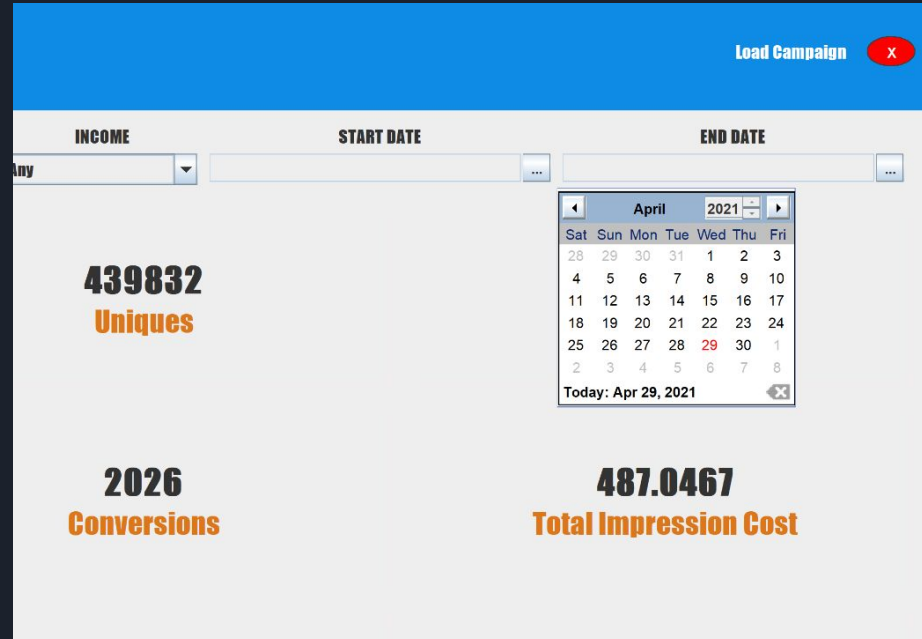 Load Campaign X
INCOME START DATE END DATE
Any ... ...
April 2021
Sat Sun Mon Tue Wed Thu Fri
28 29 30 31 1 2 3
4 5 6 7 8 9 10
11 12 13 14 15 16 17
18 19 20 21 22 23 24
25 26 27 28 29 30 1
2 3 4 5 6 7 8
Today: Apr 29, 2021
439832
Uniques
2026
Conversions
487.0467
Total Impression Cost